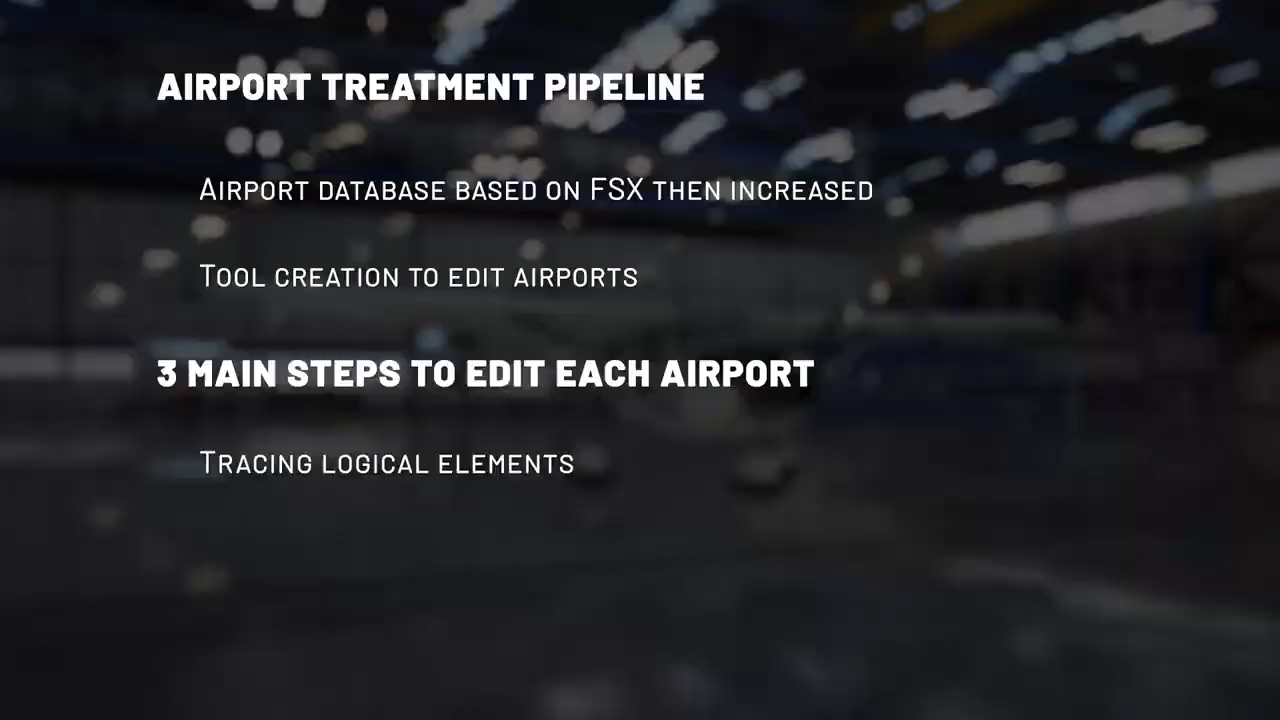 AIRPORT TREATMENT PIPELINE
AIRPORT DATABASE BASED ON FSX THEN INCREASED
TOOL CREATION TO EDIT AIRPORTS
3 MAIN STEPS TO EDIT EACH AIRPORT
TRACING LOGICAL ELEMENTS